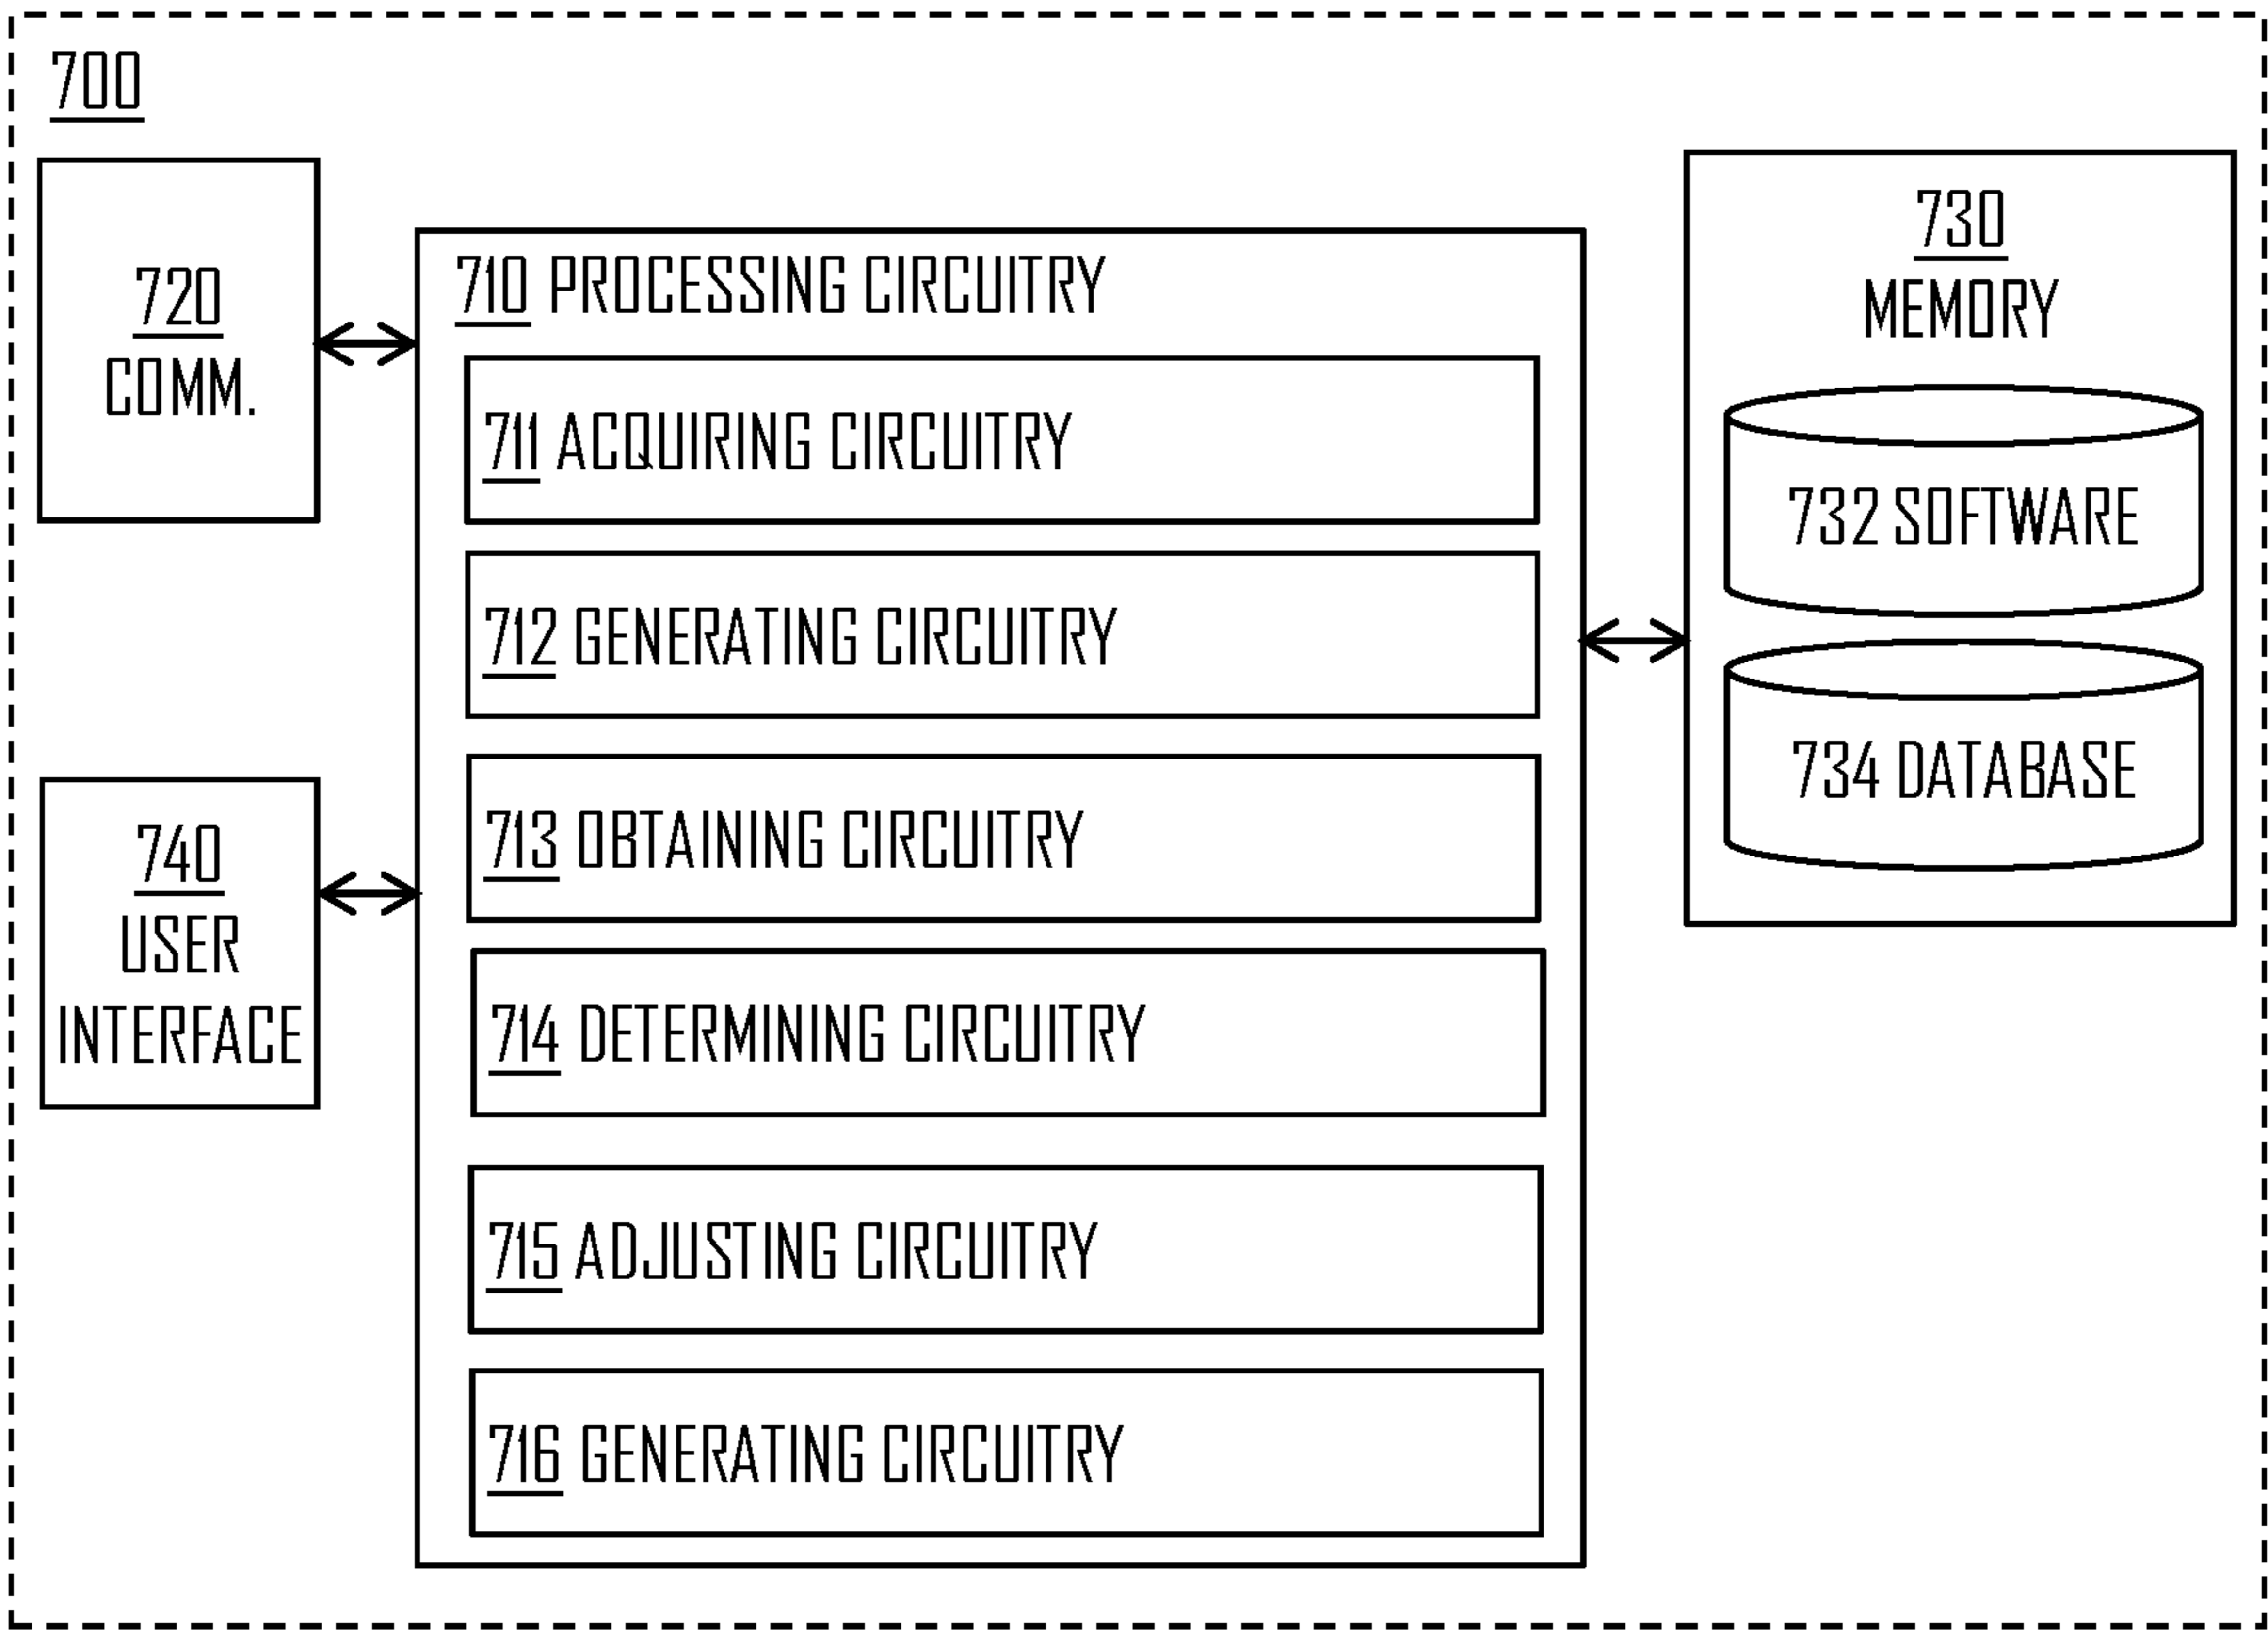 700
720
COMM.
710 PROCESSING CIRCUITRY
711 ACQUIRING CIRCUITRY
712 GENERATING CIRCUITRY
713 OBTAINING CIRCUITRY
714 DETERMINING CIRCUITRY
715 ADJUSTING CIRCUITRY
716 GENERATING CIRCUITRY
740
USER
INTERFACE
730
MEMORY
732 SOFTWARE
734 DATABASE